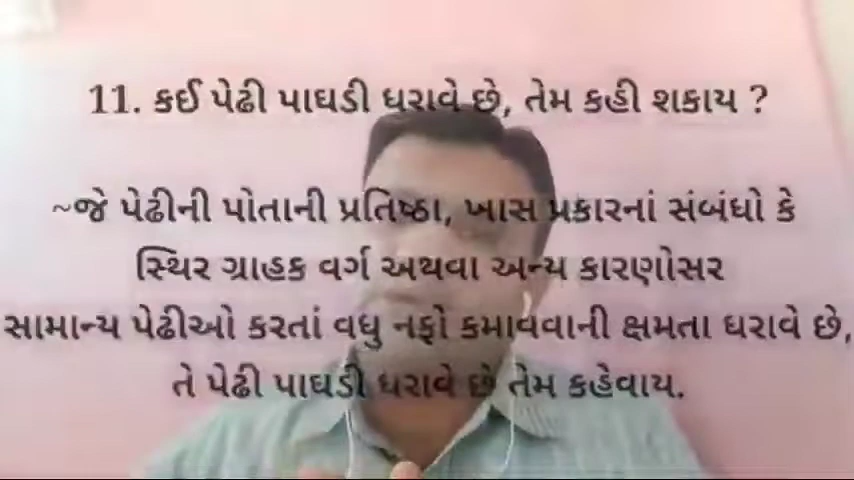 11. કઈ પેઢી પાઘડી ધરાવે છે, તેમ કહી શકાય ?
~જે પેઢીની પોતાની પ્રતિષ્ઠા, ખાસ પ્રકારનાં સંબંધો કે
સ્થિર ગ્રાહક વર્ગ અથવા અન્ય કારણોસર
સામાન્ય પેઢીઓ કરતાં વધુ નફો કમાવવાની ક્ષમતા ધરાવે છે,
તે પેઢી પાઘડી ધરાવે છે તેમ કહેવાય.